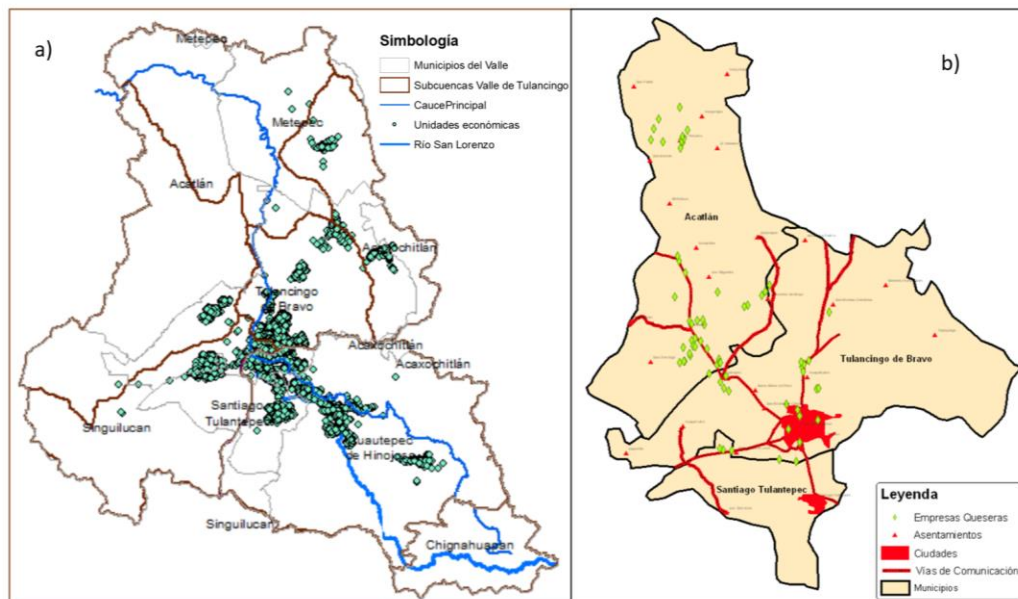 a)
Simbología
Municipios del Valle
Subcuencas Valle de Tulancingo
CaucePrincipal
Unidades económicas
Río San Lorenzo
Metepec
Metepec
Acatlán
Acaxochitlán
Tulancingo
de Bravo
Acaxochitlán
Acaxochitlán
Santiago
Tulantepec
Singuilucan
Cuautepec
de Hinojosa
Singuilucan
Chignahuapan
b)
Acatlán
Tulancingo de Bravo
Santiago Tulantepec
Leyenda
Empresas Queseras
Asentamientos
Ciudades
Vías de Comunicación
Municipios